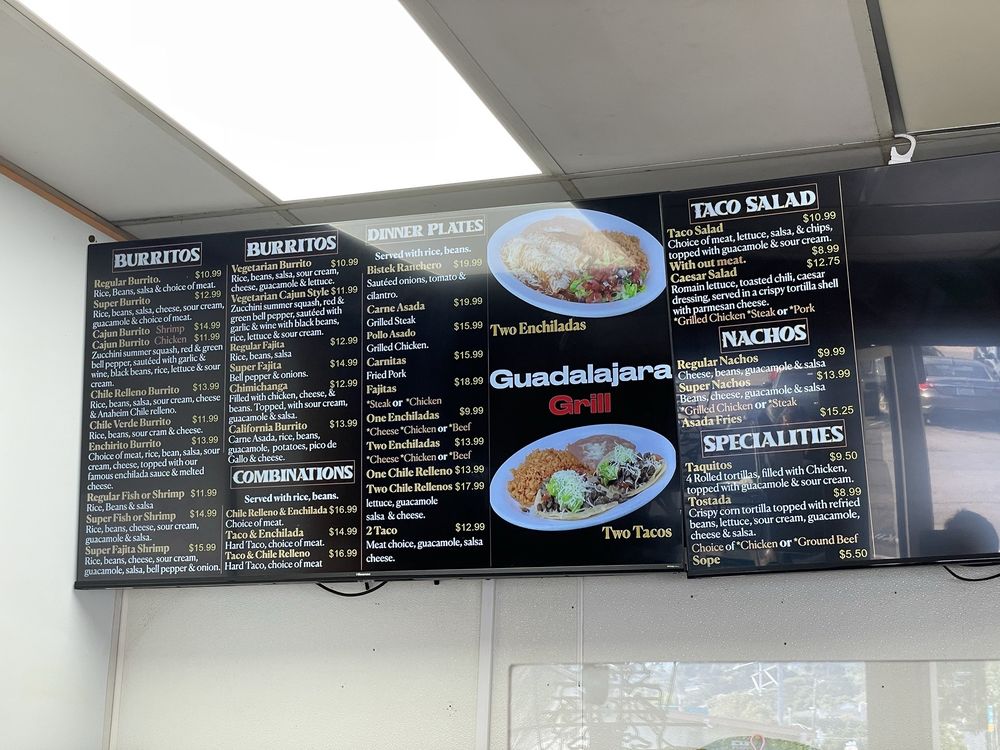 BURRITOS
Regular Burrito. $10.99
Rice, Beans, salsa & choice of meat.
Super Burrito $12.99
Rice, beans, salsa, cheese, sour cream,
guacamole & choice of meat.
Cajun Burrito Shrimp $14.99
Cajun Burrito Chicken $11.99
Zucchini summer squash, red & green
bell pepper, sautéed with garlic &
wine, black beans, rice, lettuce & sour
cream.
Chile Relleno Burrito $13.99
Rice, beans, salsa, sour cream, cheese
& Anaheim Chile relleno.
Chile Verde Burrito $11.99
Rice, beans, sour cram & cheese.
Enchirito Burrito $13.99
Choice of meat, rice, bean, salsa, sour
cream, cheese, topped with our
famous enchilada sauce & melted
cheese.
Regular Fish or Shrimp $11.99
Rice, Beans & salsa
Super Fish or Shrimp $14.99
Rice, beans, cheese, sour cream,
guacamole & salsa.
Super Fajita Shrimp $15.99
Rice, beans, cheese, sour cream,
guacamole, salsa, bell pepper & onion.
BURRITOS
Vegetarian Burrito $10.99
Rice, beans, salsa, sour cream,
cheese, guacamole & lettuce.
Vegetarian Cajun Style $11.99
Zucchini summer squash, red &
green bell pepper, sautéed with
garlic & wine with black beans,
rice, lettuce & sour cream.
Regular Fajita $12.99
Rice, beans, salsa
Super Fajita $14.99
Bell pepper & onions.
Chimichanga $12.99
Filled with chicken, cheese, &
beans. Topped, with sour cream,
guacamole & salsa.
California Burrito $13.99
Carne Asada, rice, beans,
guacamole, potatoes, pico de
Gallo & cheese.
COMBINATIONS
Served with rice, beans.
Chile Relleno & Enchilada $16.99
Choice of meat.
Taco & Enchilada $14.99
Hard Taco, choice of meat.
Taco & Chile Relleno $16.99
Hard Taco, choice of meat
DINNER PLATES
Served with rice, beans.
Bistek Ranchero $19.99
Sautéed onions, tomato &
cilantro.
Carne Asada $19.99
Grilled Steak
Pollo Asado $15.99
Grilled Chicken.
Carnitas $15.99
Fried Pork
Fajitas $18.99
*Steak or *Chicken
One Enchiladas $9.99
*Cheese *Chicken or *Beef
Two Enchiladas $13.99
*Cheese *Chicken or *Beef
One Chile Relleno $13.99
Two Chile Rellenos $17.99
lettuce, guacamole
salsa & cheese.
2 Taco $12.99
Meat choice, guacamole, salsa
cheese.
Two Enchiladas
Guadalajara
Grill
Two Tacos
TACO SALAD
Taco Salad $10.99
Choice of meat, lettuce, salsa, & chips,
topped with guacamole & sour cream.
With out meat. $8.99
Caesar Salad $12.75
Romain lettuce, toasted chili, caesar
dressing, served in a crispy tortilla shell
with parmesan cheese.
*Grilled Chicken *Steak or *Pork
NACHOS
Regular Nachos $9.99
Cheese, beans, guacamole & salsa
Super Nachos $13.99
Beans, cheese, guacamole & salsa
*Grilled Chicken or *Steak
Asada Fries $15.25
SPECIALITIES
Taquitos $9.50
4 Rolled tortillas, filled with Chicken,
topped with guacamole & sour cream.
Tostada $8.99
Crispy corn tortilla topped with refried
beans, lettuce, sour cream, guacamole,
cheese & salsa.
Choice of *Chicken or *Ground Beef
Sope $5.50